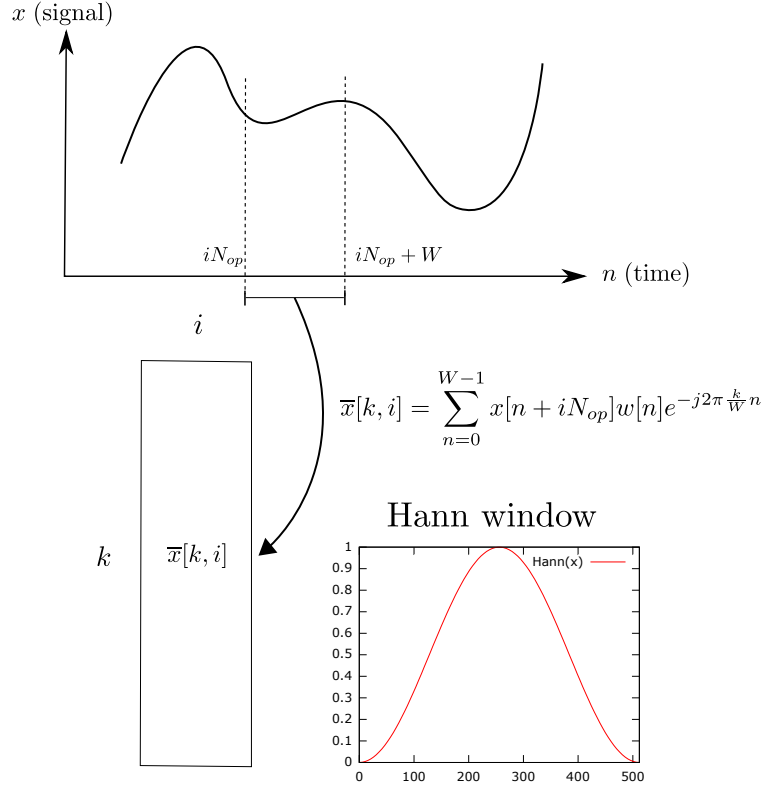 x (signal)
iN_{op}
iN_{op} + W
n (time)
i
\overline{x}[k, i] = \sum_{n=0}^{W-1} x[n + iN_{op}]w[n]e^{-j2\pi \frac{k}{W} n}
Hann window
k
\overline{x}[k, i]
Hann(x)
1
0.9
0.8
0.7
0.6
0.5
0.4
0.3
0.2
0.1
0
0 100 200 300 400 500